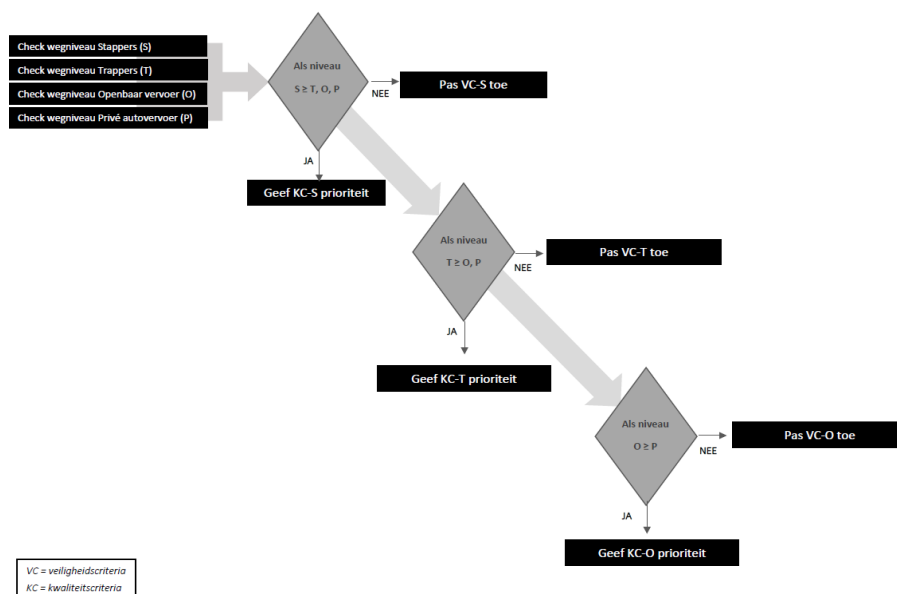 Check wegniveau Stappers (S)
Check wegniveau Trappers (T)
Check wegniveau Openbaar vervoer (O)
Check wegniveau Privé autovervoer (P)
Als niveau
S ≥ T, O, P
NEE
Pas VC-S toe
JA
Geef KC-S prioriteit
Als niveau
T ≥ O, P
NEE
Pas VC-T toe
JA
Geef KC-T prioriteit
Als niveau
O ≥ P
NEE
Pas VC-O toe
JA
Geef KC-O prioriteit
VC = veiligheidscriteria
KC = kwaliteitscriteria